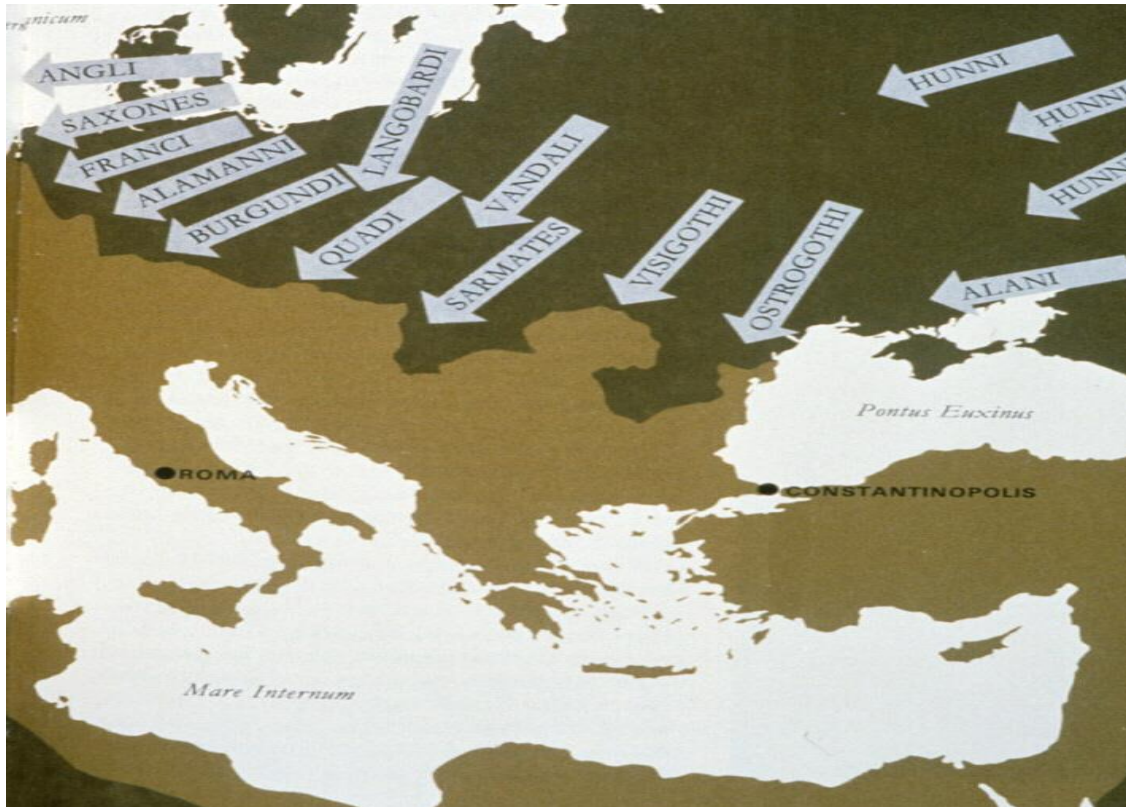 anicum
ANGLI
SAXONES
FRANCI
ALAMANNI
BURGUNDI
LANGOBARDI
QUADI
VANDALI
SARMATES
VISIGOTHI
OSTROGOTHI
HUNNI
HUNNI
HUNNI
ALANI
Pontus Euxinus
ROMA
CONSTANTINOPOLIS
Mare Internum